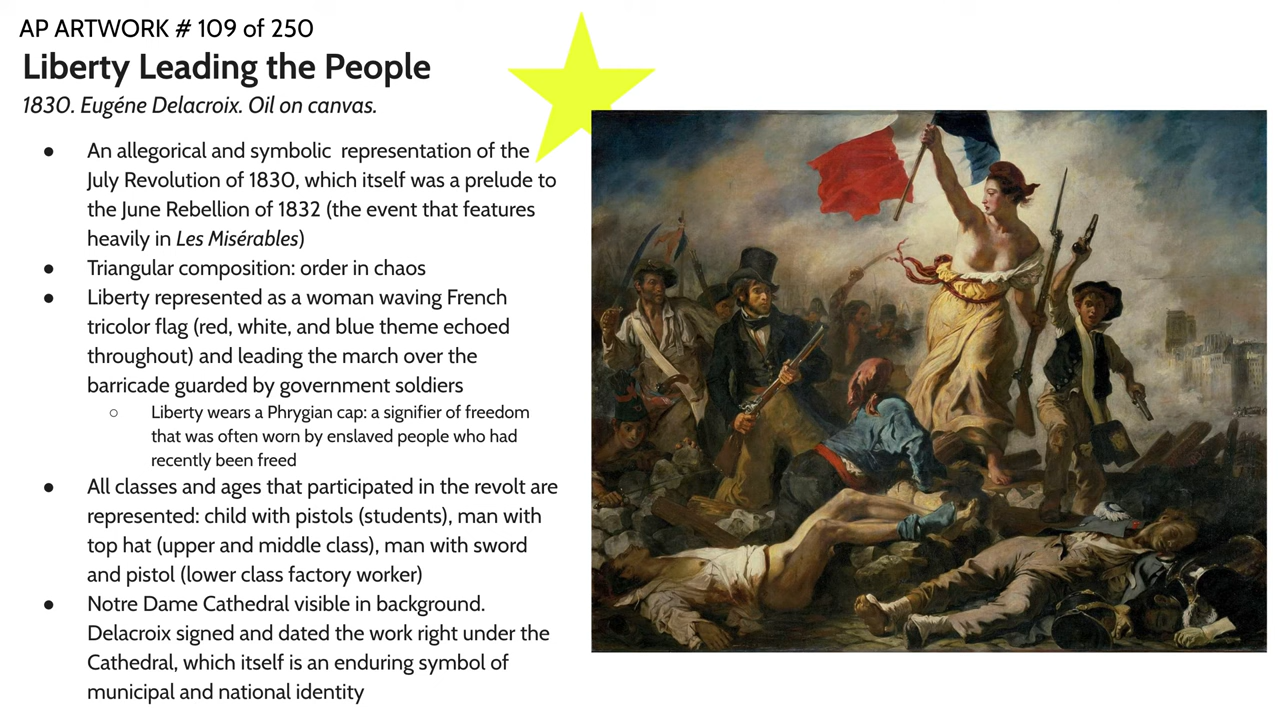 AP ARTWORK # 109 of 250
Liberty Leading the People
1830. Eugéne Delacroix. Oil on canvas.
● An allegorical and symbolic representation of the
July Revolution of 1830, which itself was a prelude to
the June Rebellion of 1832 (the event that features
heavily in Les Misérables)
● Triangular composition: order in chaos
● Liberty represented as a woman waving French
tricolor flag (red, white, and blue theme echoed
throughout) and leading the march over the
barricade guarded by government soldiers
○ Liberty wears a Phrygian cap: a signifier of freedom
that was often worn by enslaved people who had
recently been freed
● All classes and ages that participated in the revolt are
represented: child with pistols (students), man with
top hat (upper and middle class), man with sword
and pistol (lower class factory worker)
● Notre Dame Cathedral visible in background.
Delacroix signed and dated the work right under the
Cathedral, which itself is an enduring symbol of
municipal and national identity